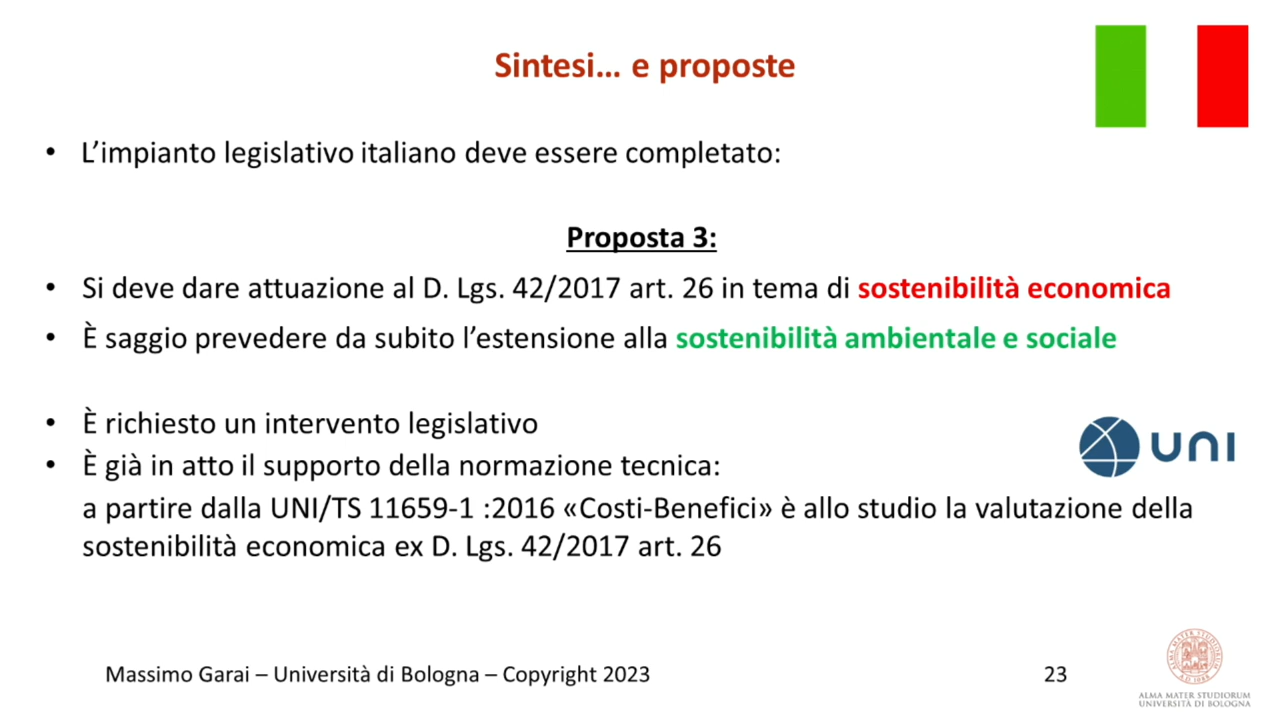 Sintesi... e proposte
• L'impianto legislativo italiano deve essere completato:
Proposta 3:
• Si deve dare attuazione al D. Lgs. 42/2017 art. 26 in tema di sostenibilità economica
• È saggio prevedere da subito l'estensione alla sostenibilità ambientale e sociale
• È richiesto un intervento legislativo
• È già in atto il supporto della normazione tecnica:
a partire dalla UNI/TS 11659-1 :2016 «Costi-Benefici» è allo studio la valutazione della
sostenibilità economica ex D. Lgs. 42/2017 art. 26
UNI
Massimo Garai – Università di Bologna – Copyright 2023
23
ALMA MATER STUDIORUM
UNIVERSITÀ DI BOLOGNA